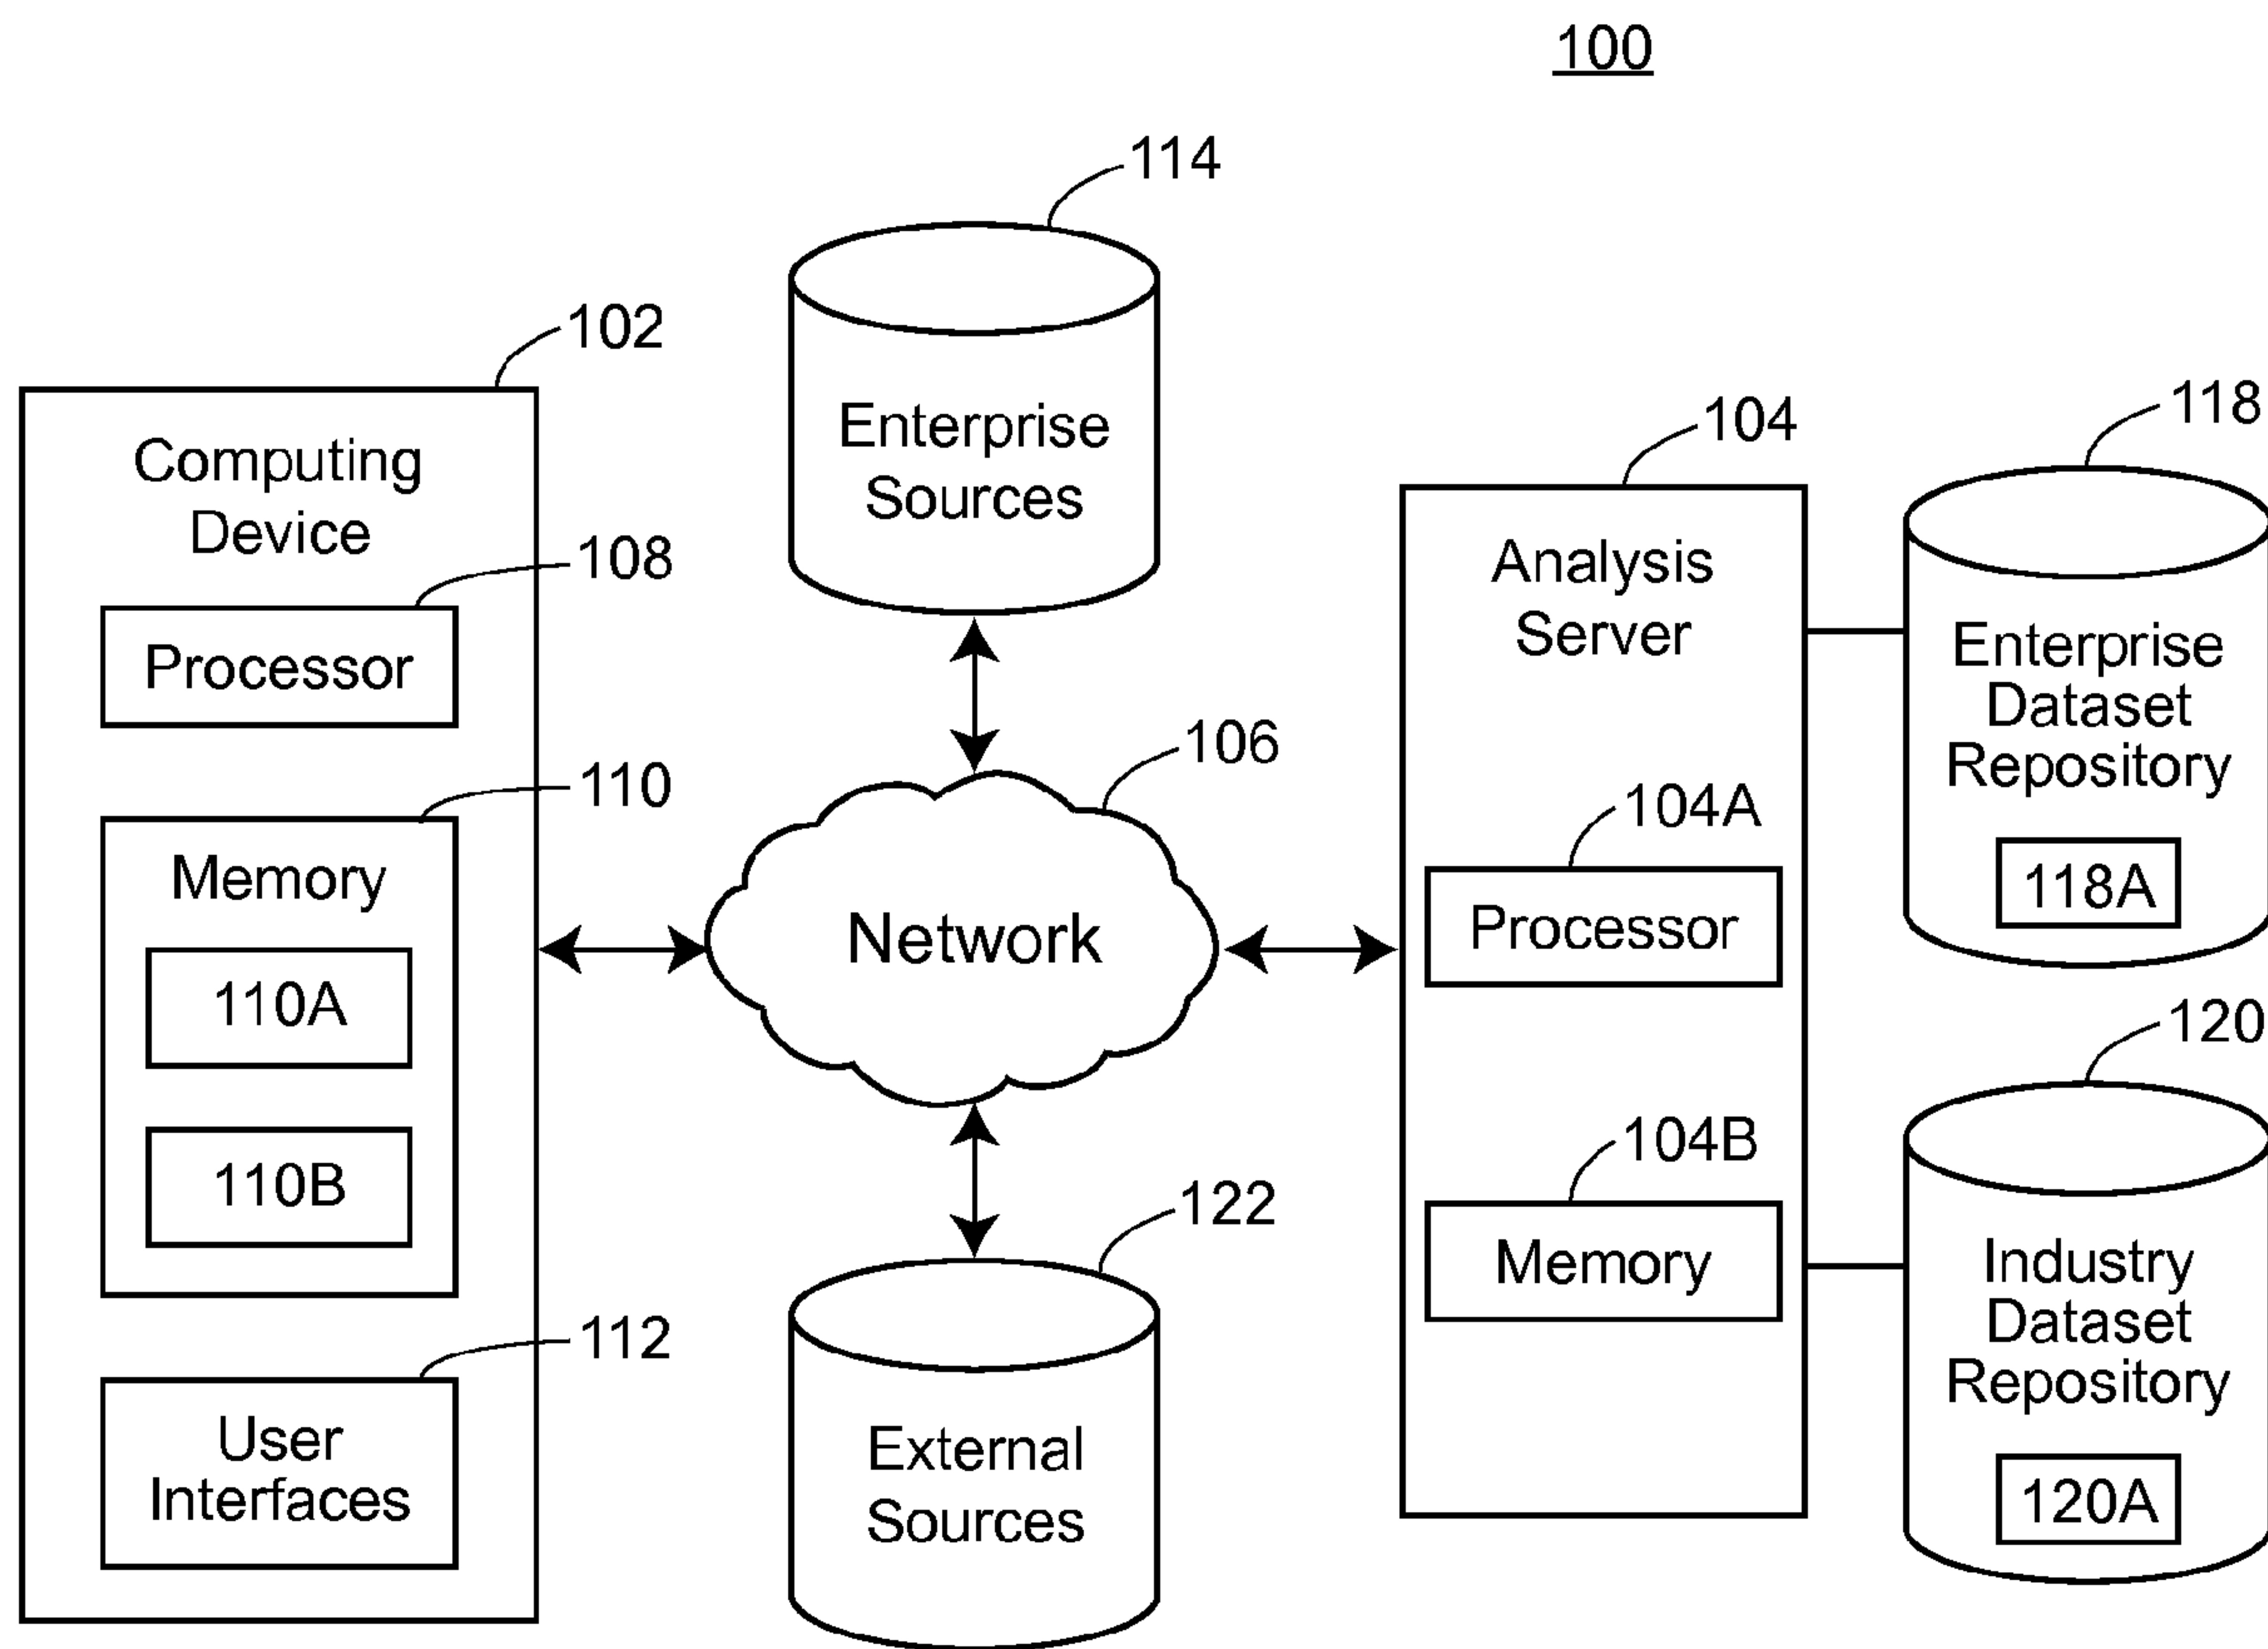 100
114
102
Enterprise
Sources
118
104
Computing
Device
108
Analysis
Server
Processor
Enterprise
Dataset
Repository
106
110
104A
Memory
118A
Network
Processor
110A
120
104B
110B
122
Memory
Industry
Dataset
Repository
112
User
Interfaces
External
Sources
120A